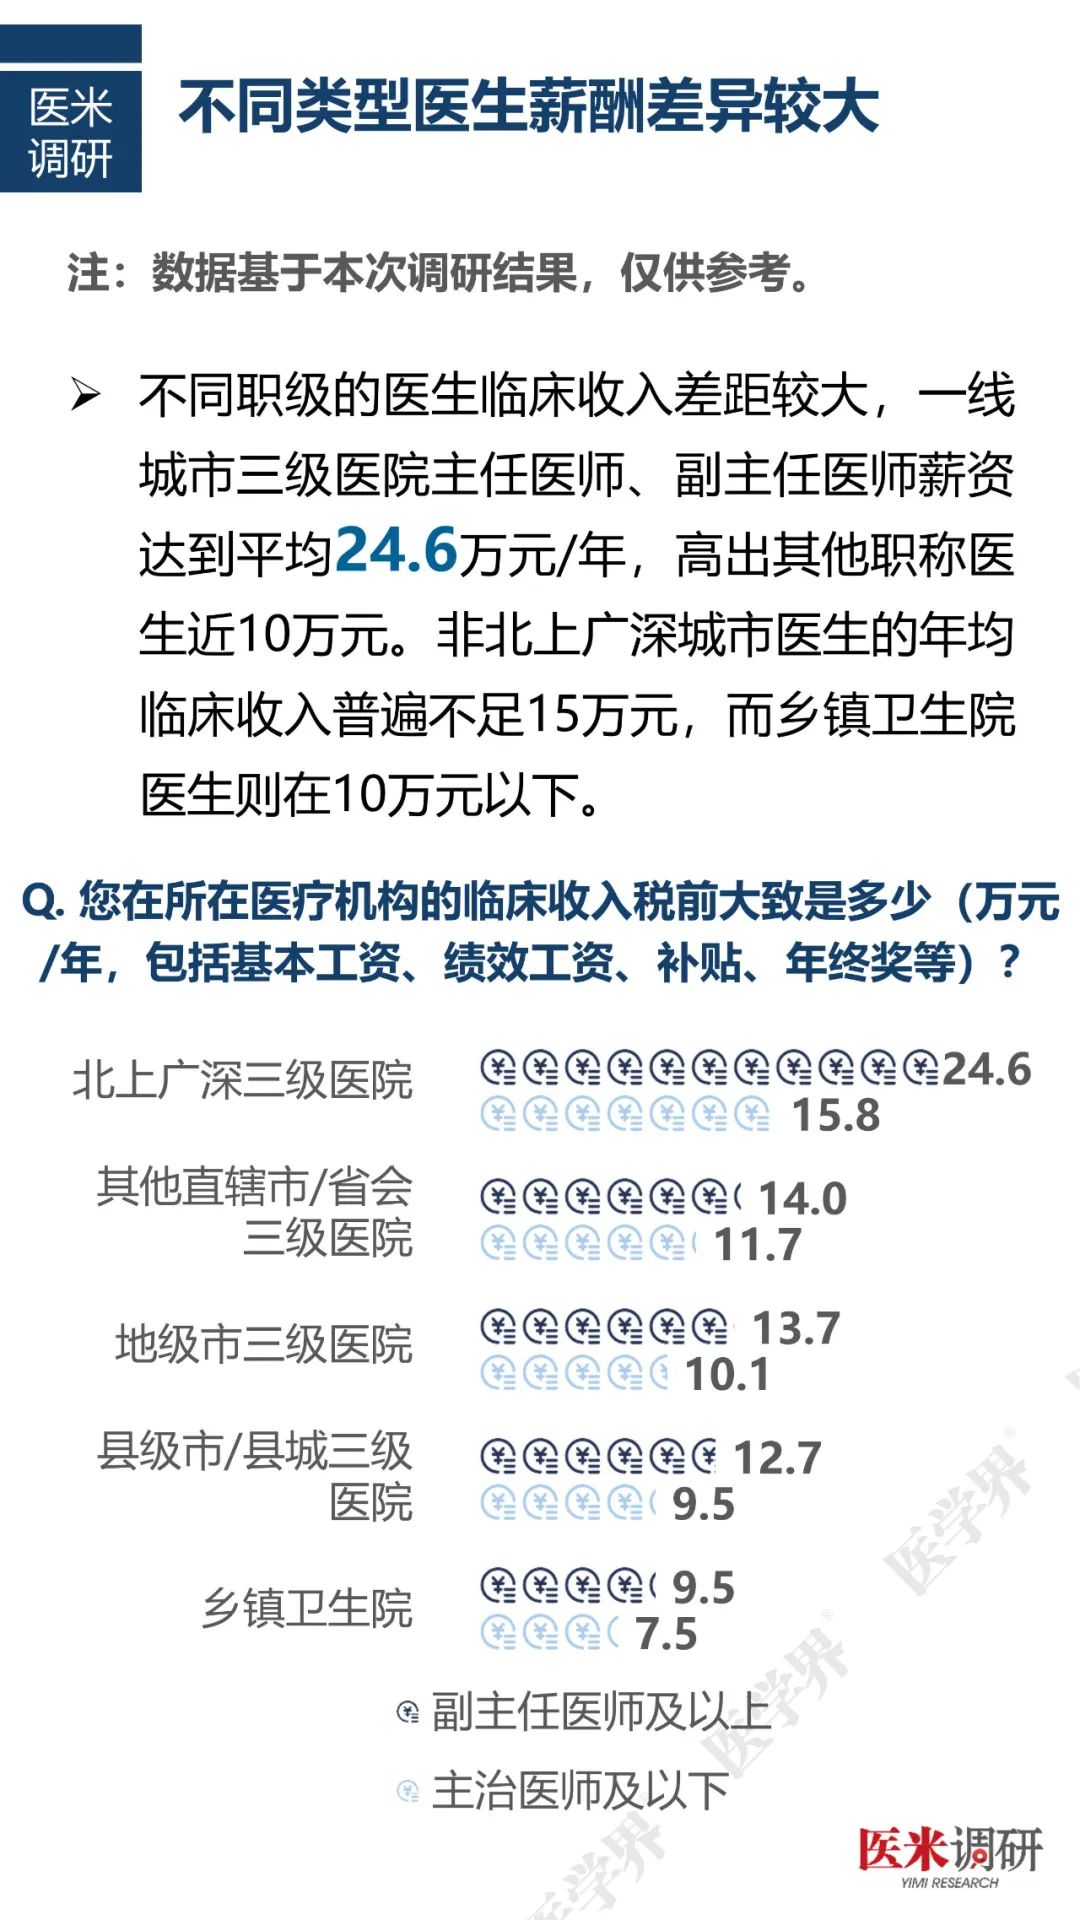 医米
调研
不同类型医生薪酬差异较大
注：数据基于本次调研结果，仅供参考。
➢ 不同职级的医生临床收入差距较大，一线
城市三级医院主任医师、副主任医师薪资
达到平均24.6万元/年，高出其他职称医
生近10万元。非北上广深城市医生的年均
临床收入普遍不足15万元，而乡镇卫生院
医生则在10万元以下。
Q. 您在所在医疗机构的临床收入税前大致是多少（万元
/年，包括基本工资、绩效工资、补贴、年终奖等）?
北上广深三级医院
24.6
15.8
其他直辖市/省会
三级医院
14.0
11.7
地级市三级医院
13.7
10.1
县级市/县城三级
医院
12.7
9.5
乡镇卫生院
9.5
7.5
副主任医师及以上
主治医师及以下
医学界®
医学界®
医学界
医米调研
YIMI RESEARCH